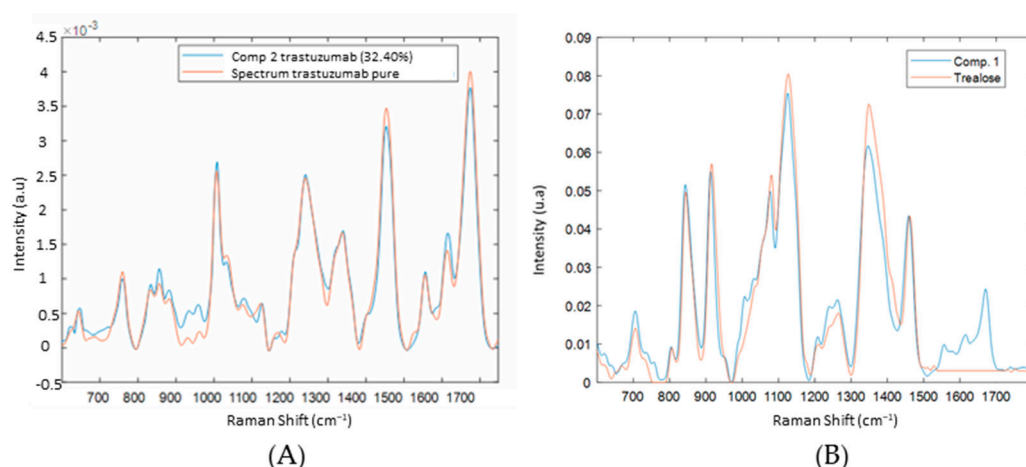 ×10⁻³
4.5
4
3.5
3
2.5
2
1.5
1
0.5
0
-0.5
Intensity (a.u)
Comp 2 trastuzumab (32.40%)
Spectrum trastuzumab pure
700 800 900 1000 1100 1200 1300 1400 1500 1600 1700
Raman Shift (cm⁻¹)
(A)
0.09
0.08
0.07
0.06
0.05
0.04
0.03
0.02
0.01
0
Intensity (u.a)
Comp. 1
Trealose
700 800 900 1000 1100 1200 1300 1400 1500 1600 1700
Raman Shift (cm⁻¹)
(B)